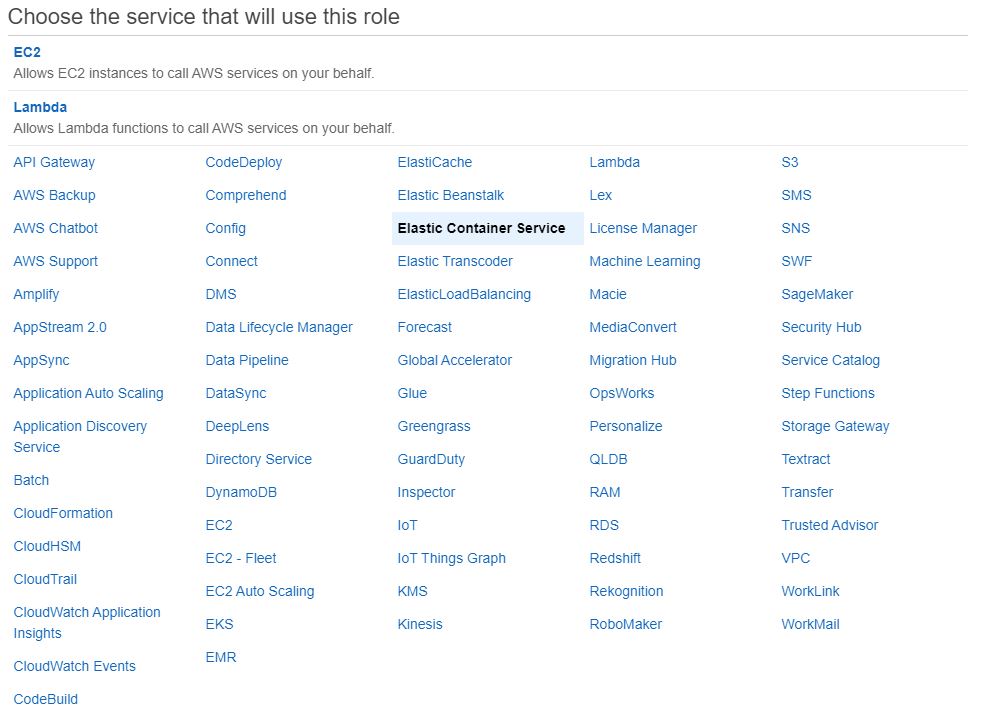 Choose the service that will use this role
EC2
Allows EC2 instances to call AWS services on your behalf.
Lambda
Allows Lambda functions to call AWS services on your behalf.
API Gateway
AWS Backup
AWS Chatbot
AWS Support
Amplify
AppStream 2.0
AppSync
Application Auto Scaling
Application Discovery
Service
Batch
CloudFormation
CloudHSM
CloudTrail
CloudWatch Application
Insights
CloudWatch Events
CodeBuild
CodeDeploy
Comprehend
Config
Connect
DMS
Data Lifecycle Manager
Data Pipeline
DataSync
DeepLens
Directory Service
DynamoDB
EC2
EC2 - Fleet
EC2 Auto Scaling
EKS
EMR
ElastiCache
Elastic Beanstalk
Elastic Container Service
Elastic Transcoder
ElasticLoadBalancing
Forecast
Global Accelerator
Glue
Greengrass
GuardDuty
Inspector
IoT
IoT Things Graph
KMS
Kinesis
Lambda
Lex
License Manager
Machine Learning
Macie
MediaConvert
Migration Hub
OpsWorks
Personalize
QLDB
RAM
RDS
Redshift
Rekognition
RoboMaker
S3
SMS
SNS
SWF
SageMaker
Security Hub
Service Catalog
Step Functions
Storage Gateway
Textract
Transfer
Trusted Advisor
VPC
WorkLink
WorkMail